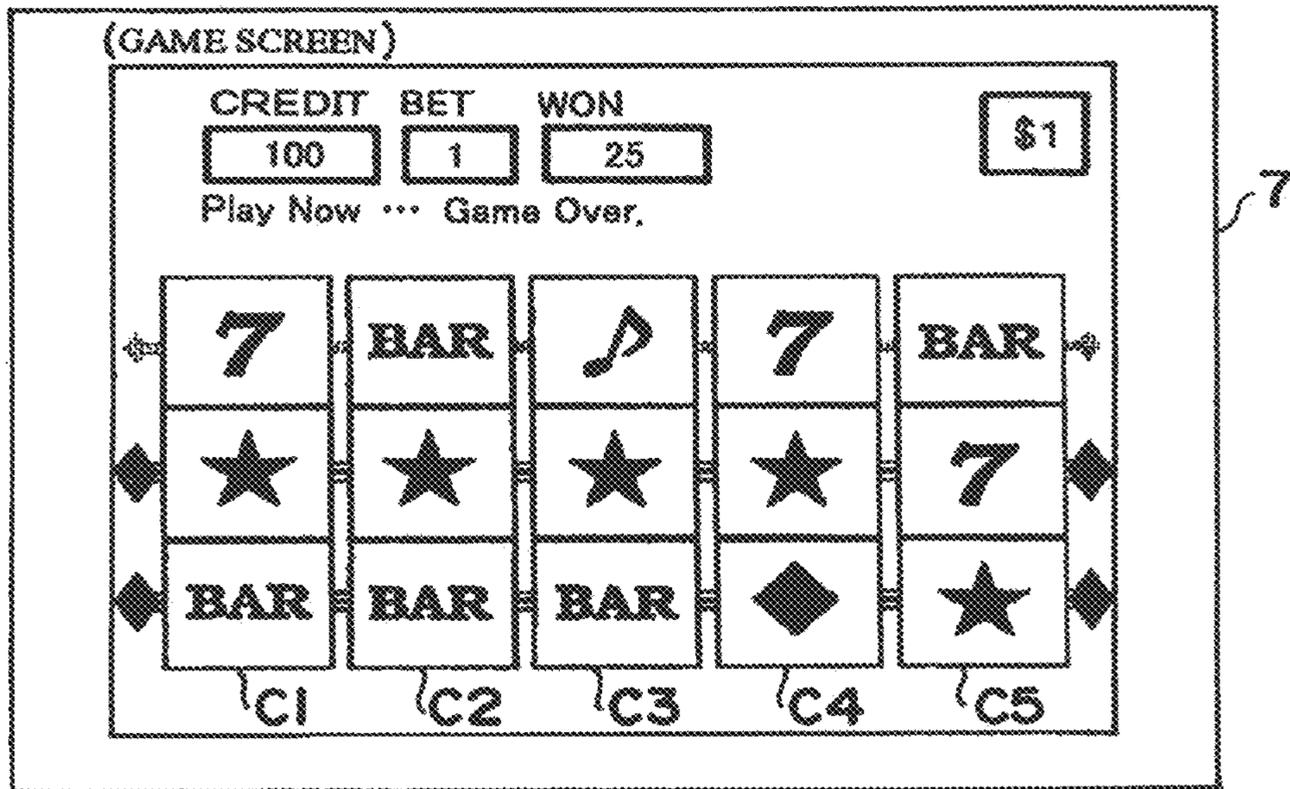 (GAME SCREEN)
CREDIT BET WON
100 1 25 $1
Play Now ... Game Over.
7
7 BAR 7 BAR
7
BAR BAR BAR
C1 C2 C3 C4 C5